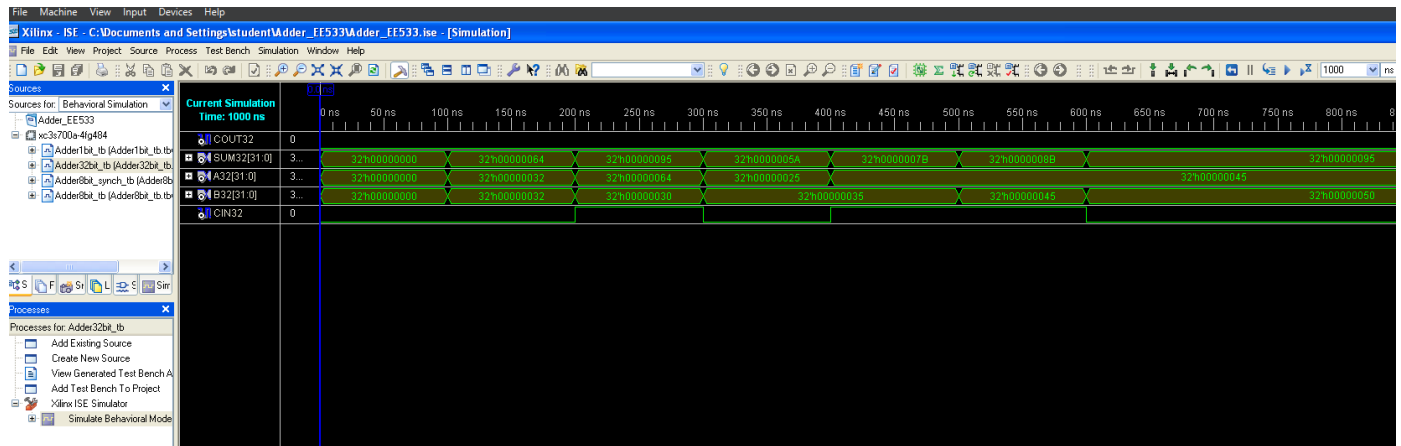 File Machine View Input Devices Help
Xilinx - ISE - C:\Documents and Settings\student\Adder_EE533\Adder_EE533.ise - [Simulation]
File Edit View Project Source Process Test Bench Simulation Window Help
1000 ns
Sources
Sources for: Behavioral Simulation
Adder_EE533
xc3s700a-4fg484
Adder1bit_tb (Adder1bit_tb.tb
Adder32bit_tb (Adder32bit_tb.
Adder8bit_synch_tb (Adder8b
Adder8bit_tb (Adder8bit_tb.tb
S F Sr L S Sim
Processes
Processes for: Adder32bit_tb
Add Existing Source
Create New Source
View Generated Test Bench A
Add Test Bench To Project
Xilinx ISE Simulator
Simulate Behavioral Mode
Current Simulation
Time: 1000 ns
0 ns 50 ns 100 ns 150 ns 200 ns 250 ns 300 ns 350 ns 400 ns 450 ns 500 ns 550 ns 600 ns 650 ns 700 ns 750 ns 800 ns 8
COUT32 0
SUM32[31:0] 3... 32'h00000000 32'h00000064 32'h00000095 32'h0000005A 32'h0000007B 32'h0000008B 32'h00000095
A32[31:0] 3... 32'h00000000 32'h00000032 32'h00000064 32'h00000025 32'h00000045
B32[31:0] 3... 32'h00000000 32'h00000032 32'h00000030 32'h00000035 32'h00000045 32'h00000050
CIN32 0